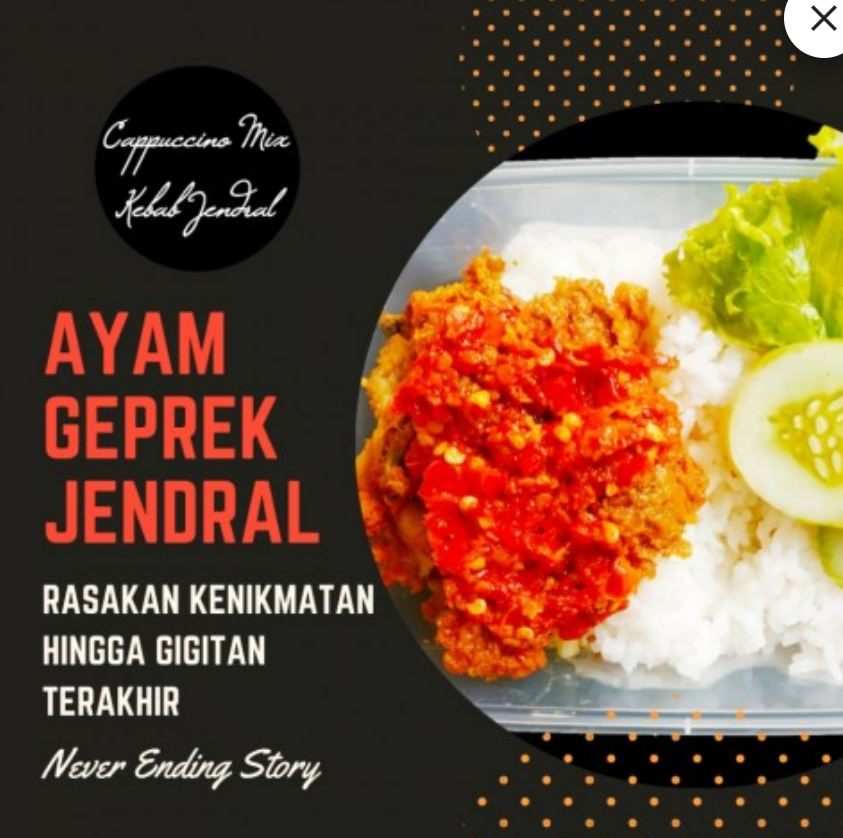 Cappuccino Mix
Kebab Jendral
AYAM
GEPREK
JENDRAL
RASAKAN KENIKMATAN
HINGGA GIGITAN
TERAKHIR
Never Ending Story